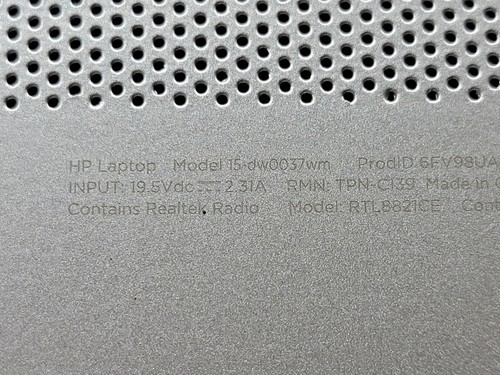 HP Laptop Model 15-dw0037wm ProdID 6FV98UA
INPUT: 19.5Vdc ⎓ 2.31A RMN: TPN-C139 Made in
Contains Realtek Radio Model: RTL8821CE Cont